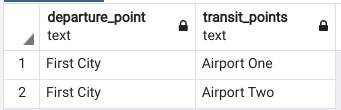 departure_point transit_points
text text
1 First City Airport One
2 First City Airport Two